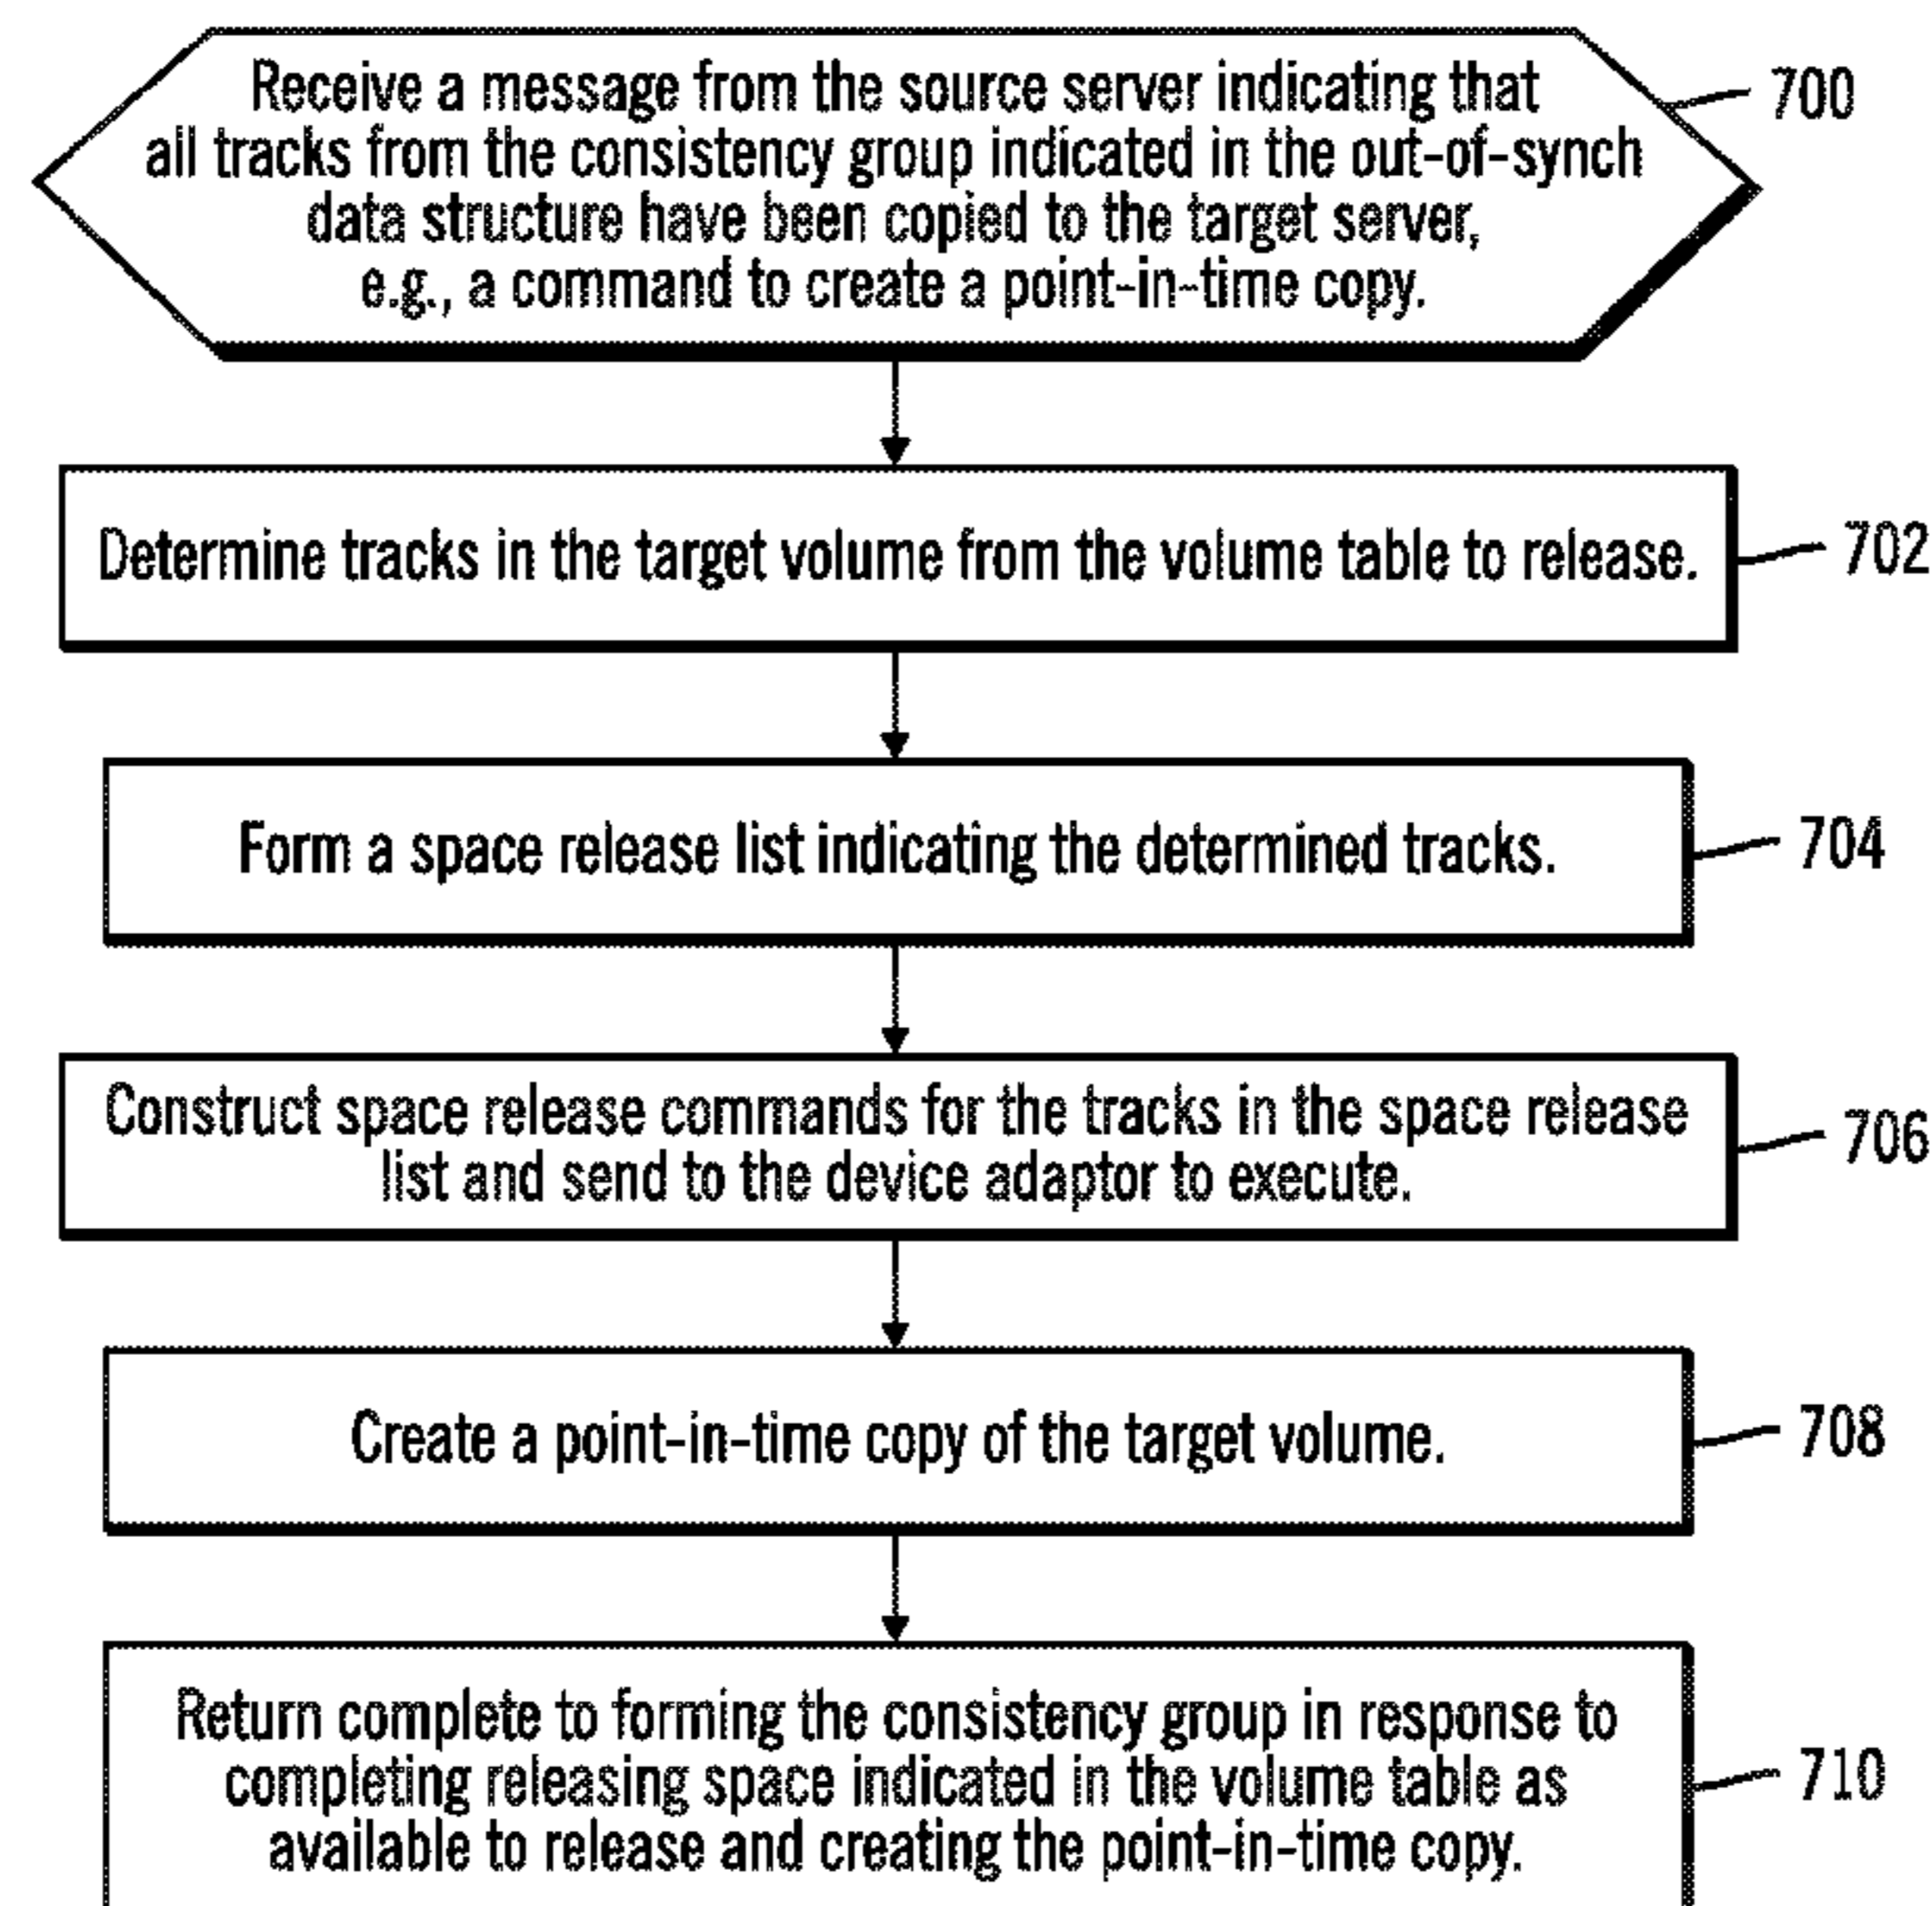 Receive a message from the source server indicating that
all tracks from the consistency group indicated in the out-of-synch
data structure have been copied to the target server,
e.g., a command to create a point-in-time copy.
700
Determine tracks in the target volume from the volume table to release.
702
Form a space release list indicating the determined tracks.
704
Construct space release commands for the tracks in the space release
list and send to the device adaptor to execute.
706
Create a point-in-time copy of the target volume.
708
Return complete to forming the consistency group in response to
completing releasing space indicated in the volume table as
available to release and creating the point-in-time copy.
710